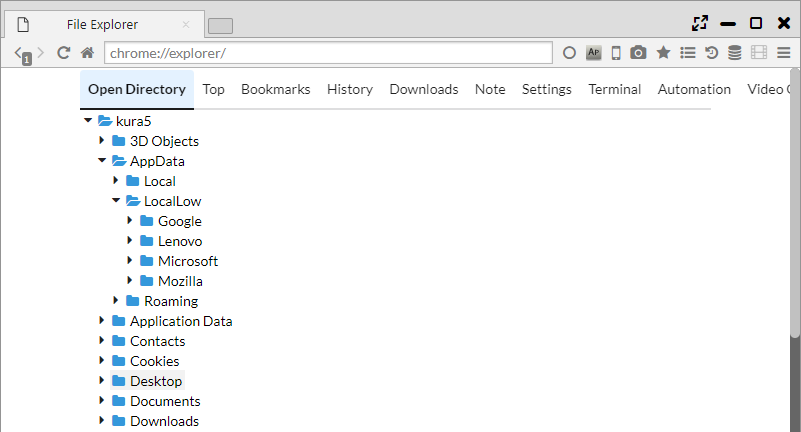 File Explorer
1
chrome://explorer/
AP
Open Directory Top Bookmarks History Downloads Note Settings Terminal Automation Video
kura5
3D Objects
AppData
Local
LocalLow
Google
Lenovo
Microsoft
Mozilla
Roaming
Application Data
Contacts
Cookies
Desktop
Documents
Downloads